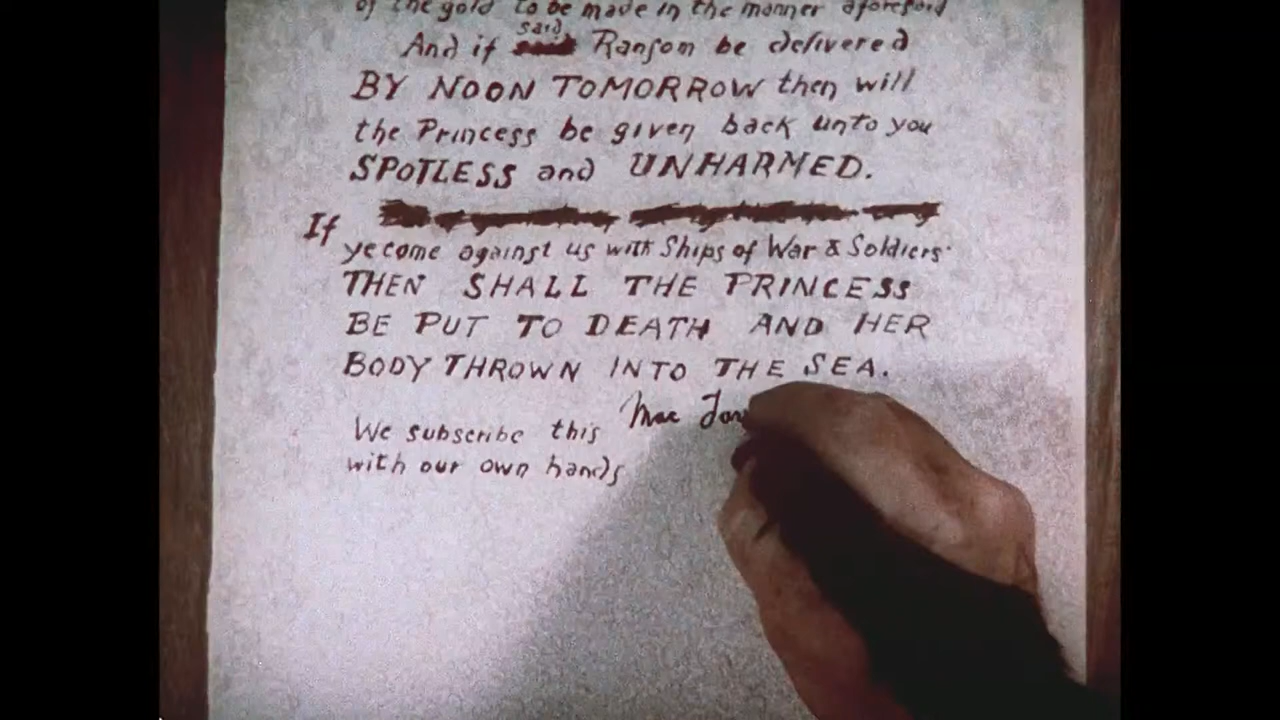 of the gold to be made in the manner aforesaid
said
And if Ransom be delivered
BY NOON TOMORROW then will
the Princess be given back unto you
SPOTLESS and UNHARMED.
If
ye come against us with Ships of War & Soldiers
THEN SHALL THE PRINCESS
BE PUT TO DEATH AND HER
BODY THROWN INTO THE SEA.
Mac
We subscribe this
with our own hands